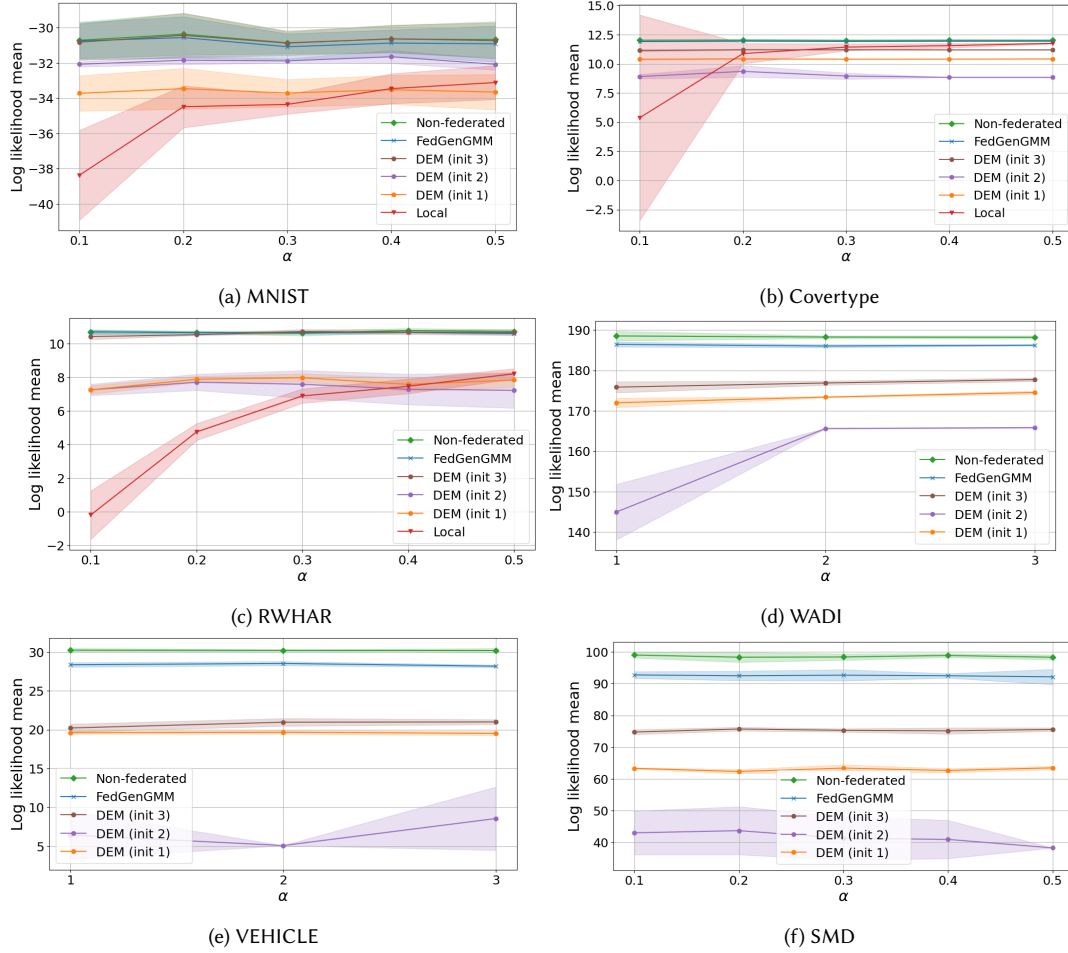 Log likelihood mean
−30
−32
−34
−36
−38
−40
Non-federated
FedGenGMM
DEM (init 3)
DEM (init 2)
DEM (init 1)
Local
0.1 0.2 0.3 0.4 0.5
α
(a) MNIST
Log likelihood mean
15.0
12.5
10.0
7.5
5.0
2.5
0.0
−2.5
Non-federated
FedGenGMM
DEM (init 3)
DEM (init 2)
DEM (init 1)
Local
0.1 0.2 0.3 0.4 0.5
α
(b) Covertype
Log likelihood mean
10
8
6
4
2
0
−2
Non-federated
FedGenGMM
DEM (init 3)
DEM (init 2)
DEM (init 1)
Local
0.1 0.2 0.3 0.4 0.5
α
(c) RWHAR
Log likelihood mean
190
180
170
160
150
140
Non-federated
FedGenGMM
DEM (init 3)
DEM (init 2)
DEM (init 1)
1 2 3
α
(d) WADI
Log likelihood mean
30
25
20
15
10
5
Non-federated
FedGenGMM
DEM (init 3)
DEM (init 2)
DEM (init 1)
1 2 3
α
(e) VEHICLE
Log likelihood mean
100
90
80
70
60
50
40
Non-federated
FedGenGMM
DEM (init 3)
DEM (init 2)
DEM (init 1)
0.1 0.2 0.3 0.4 0.5
α
(f) SMD